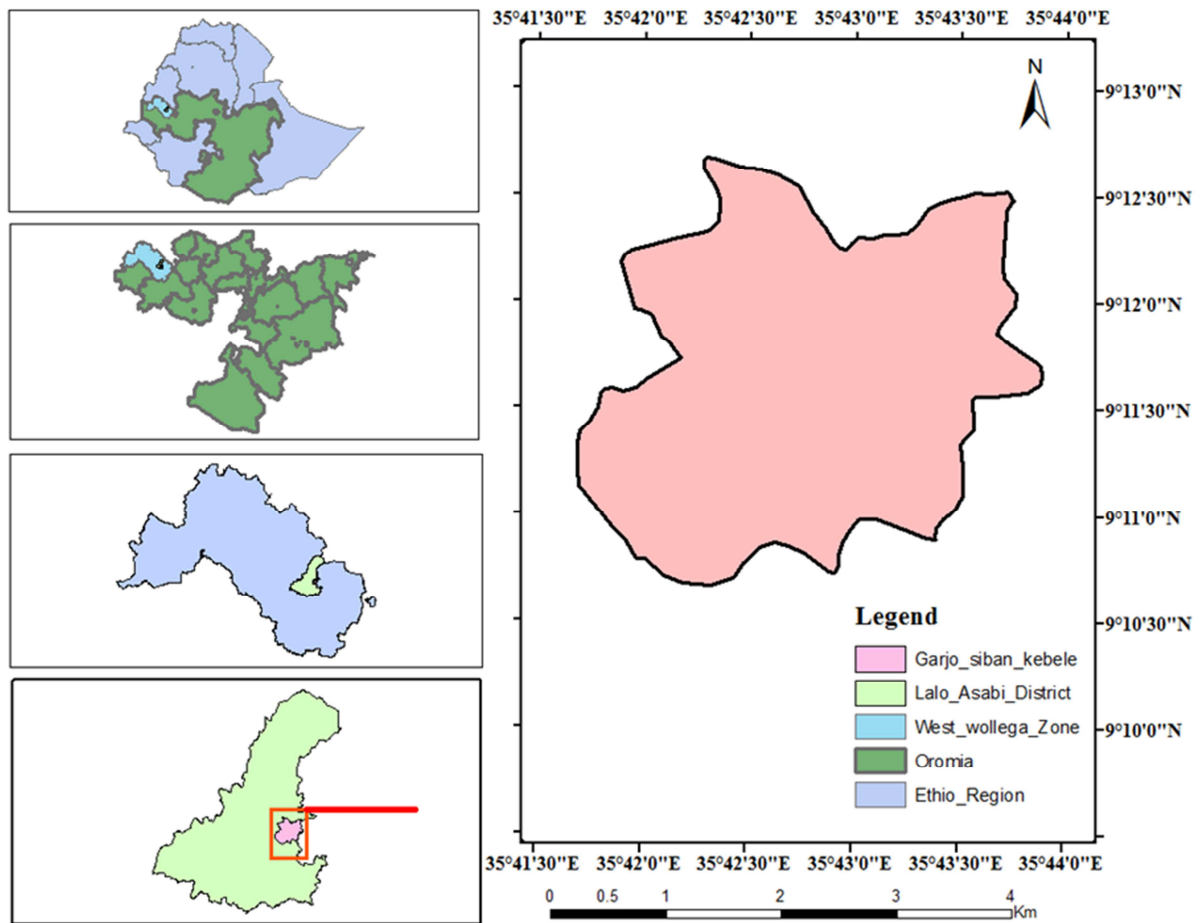 35°41'30"E 35°42'0"E 35°42'30"E 35°43'0"E 35°43'30"E 35°44'0"E
N
9°13'0"N
9°12'30"N
9°12'0"N
9°11'30"N
9°11'0"N
9°10'30"N
9°10'0"N
Legend
Garjo_siban_kebele
Lalo_Asabi_District
West_wollega_Zone
Oromia
Ethio_Region
35°41'30"E 35°42'0"E 35°42'30"E 35°43'0"E 35°43'30"E 35°44'0"E
0 0.5 1 2 3 4
Km